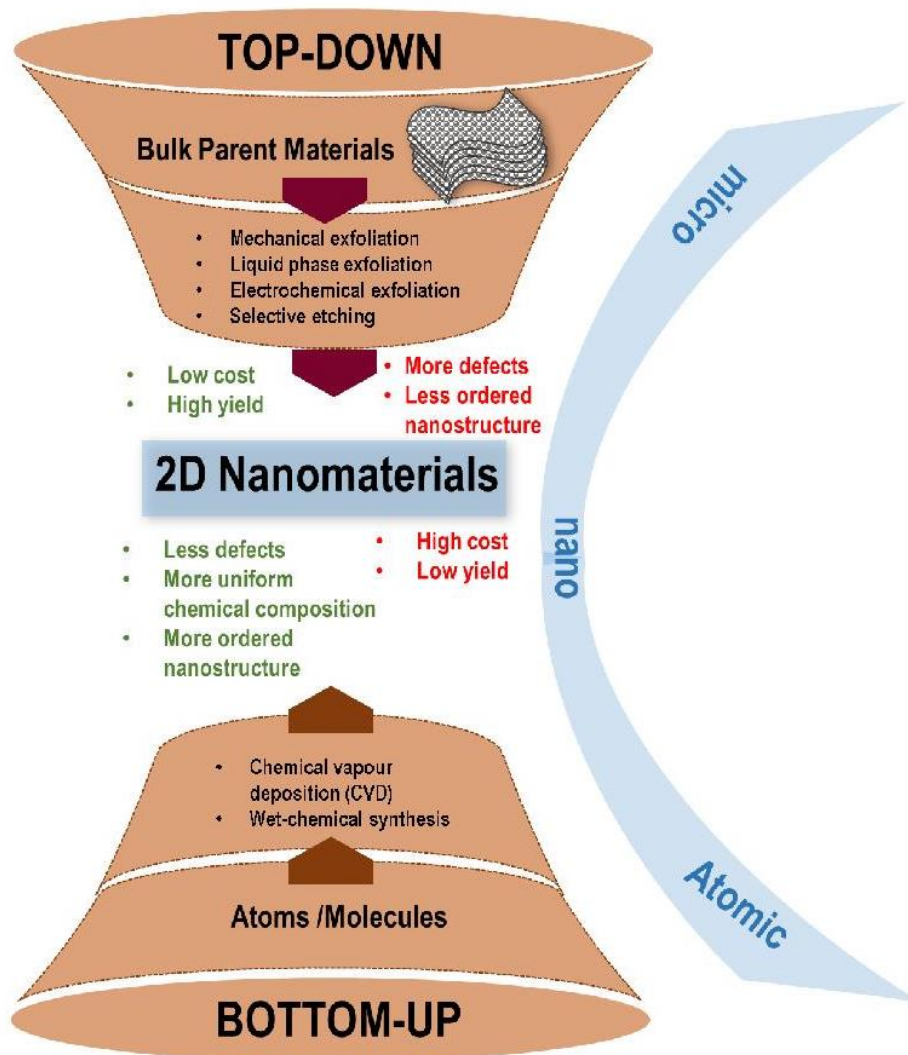 TOP-DOWN
Bulk Parent Materials
• Mechanical exfoliation
• Liquid phase exfoliation
• Electrochemical exfoliation
• Selective etching
• Low cost
• High yield
• More defects
• Less ordered
nanostructure
2D Nanomaterials
• Less defects
• More uniform
chemical composition
• More ordered
nanostructure
• High cost
• Low yield
• Chemical vapour
deposition (CVD)
• Wet-chemical synthesis
Atoms /Molecules
BOTTOM-UP
micro
nano
Atomic